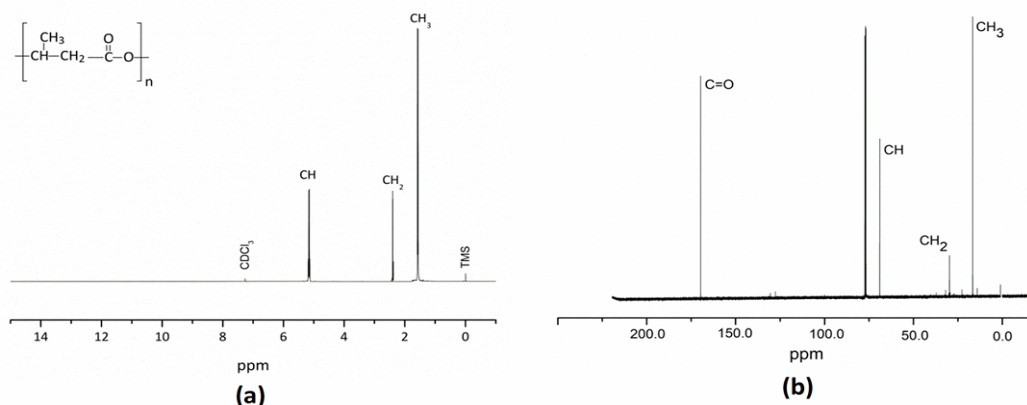 CH3
O
CH–CH2–C–O
n
CH3
CH
CH2
CDCl3
TMS
14 12 10 8 6 4 2 0
ppm
(a)
CH3
C=O
CH
CH2
200.0 150.0 100.0 50.0 0.0
ppm
(b)